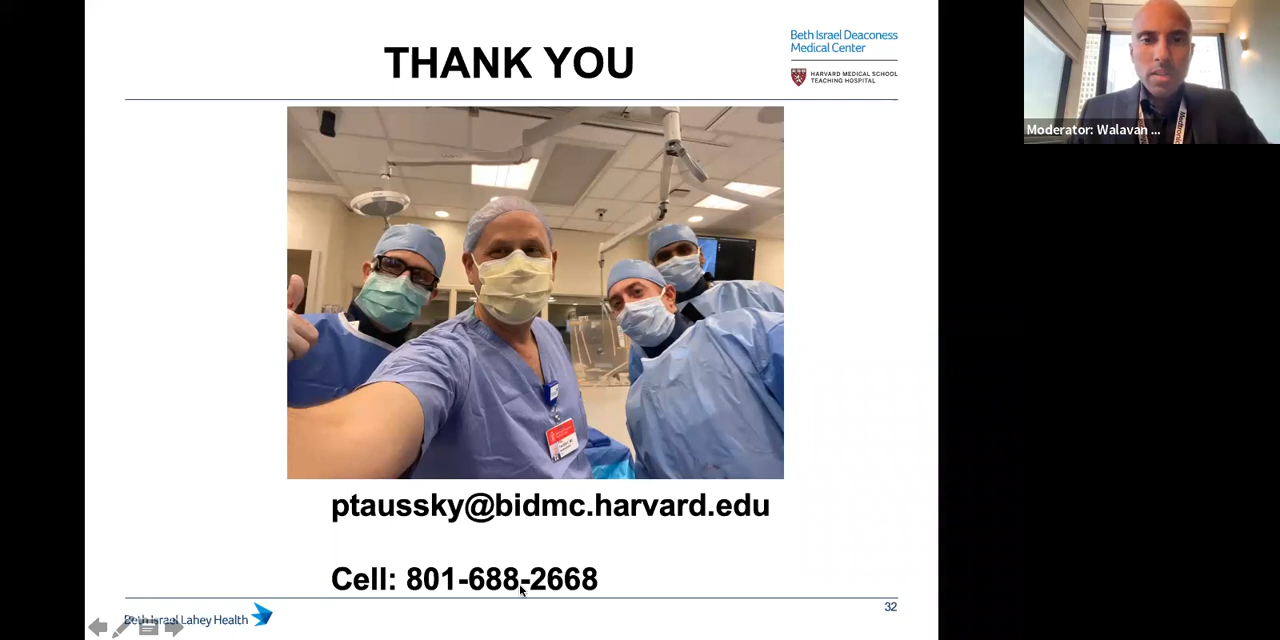 THANK YOU
Beth Israel Deaconess
Medical Center
HARVARD MEDICAL SCHOOL
TEACHING HOSPITAL
Moderator: Walavan ...
Medtronic
ptaussky@bidmc.harvard.edu
Cell: 801-688-2668
32
Beth Israel Lahey Health